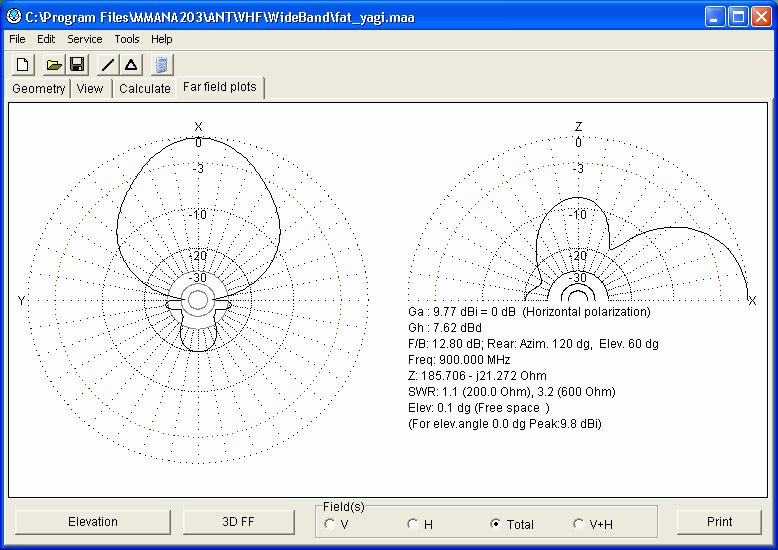 C:\Program Files\MMANA203\ANT\VHF\WideBand\fat_yagi.maa
File Edit Service Tools Help
Geometry View Calculate Far field plots
X
0
-3
-10
-20
-30
Y
Z
0
-3
-10
-20
-30
X
Ga : 9.77 dBi = 0 dB (Horizontal polarization)
Gh : 7.62 dBd
F/B: 12.80 dB; Rear: Azim. 120 dg, Elev. 60 dg
Freq: 900.000 MHz
Z: 185.706 - j21.272 Ohm
SWR: 1.1 (200.0 Ohm), 3.2 (600 Ohm)
Elev: 0.1 dg (Free space )
(For elev.angle 0.0 dg Peak:9.8 dBi)
Field(s)
Elevation 3D FF V H Total V+H Print